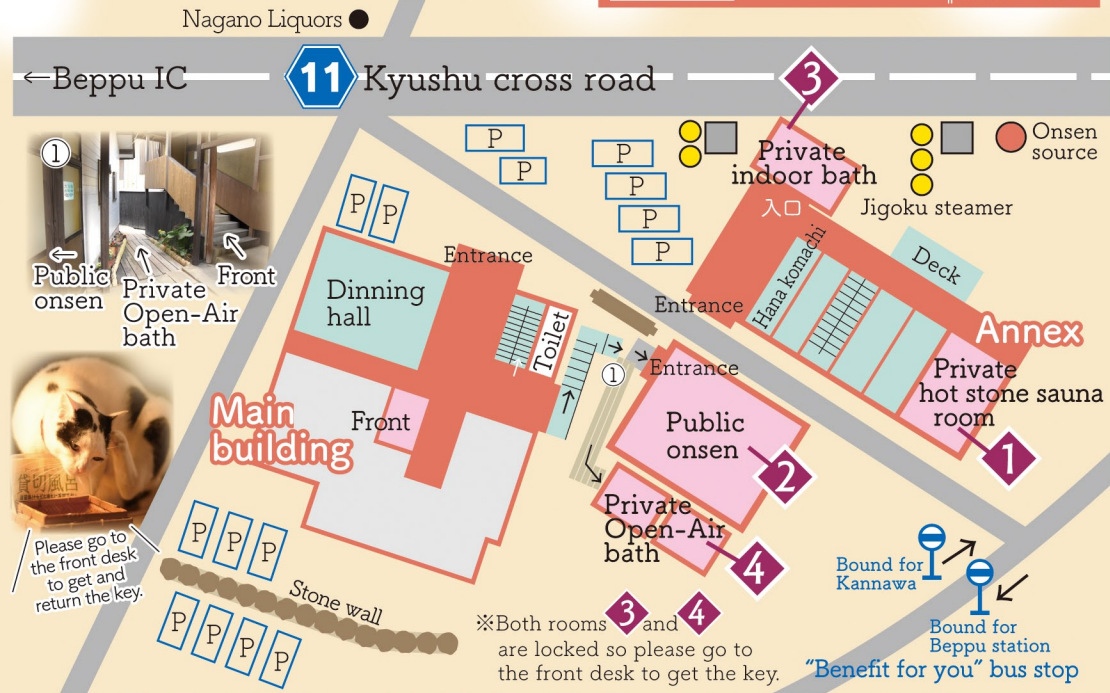 Nagano Liquors
←Beppu IC
11
Kyushu cross road
3
①
←
Public
onsen
Private
Open-Air
bath
Front
P
P
P
P
P
P
P
P
Private
indoor bath
入口
Jigoku steamer
Onsen
source
Entrance
Dinning
hall
Toilet
Entrance
Hana komachi
Deck
Annex
Private
hot stone sauna
room
1
①
Entrance
Public
onsen
2
Main
building
Front
Private
Open-Air
bath
4
貸切風呂
Please go to
the front desk
to get and
return the key.
P
P
P
Stone wall
P
P
P
P
※Both rooms 3 and 4
are locked so please go to
the front desk to get the key.
Bound for
Kannawa
Bound for
Beppu station
"Benefit for you" bus stop